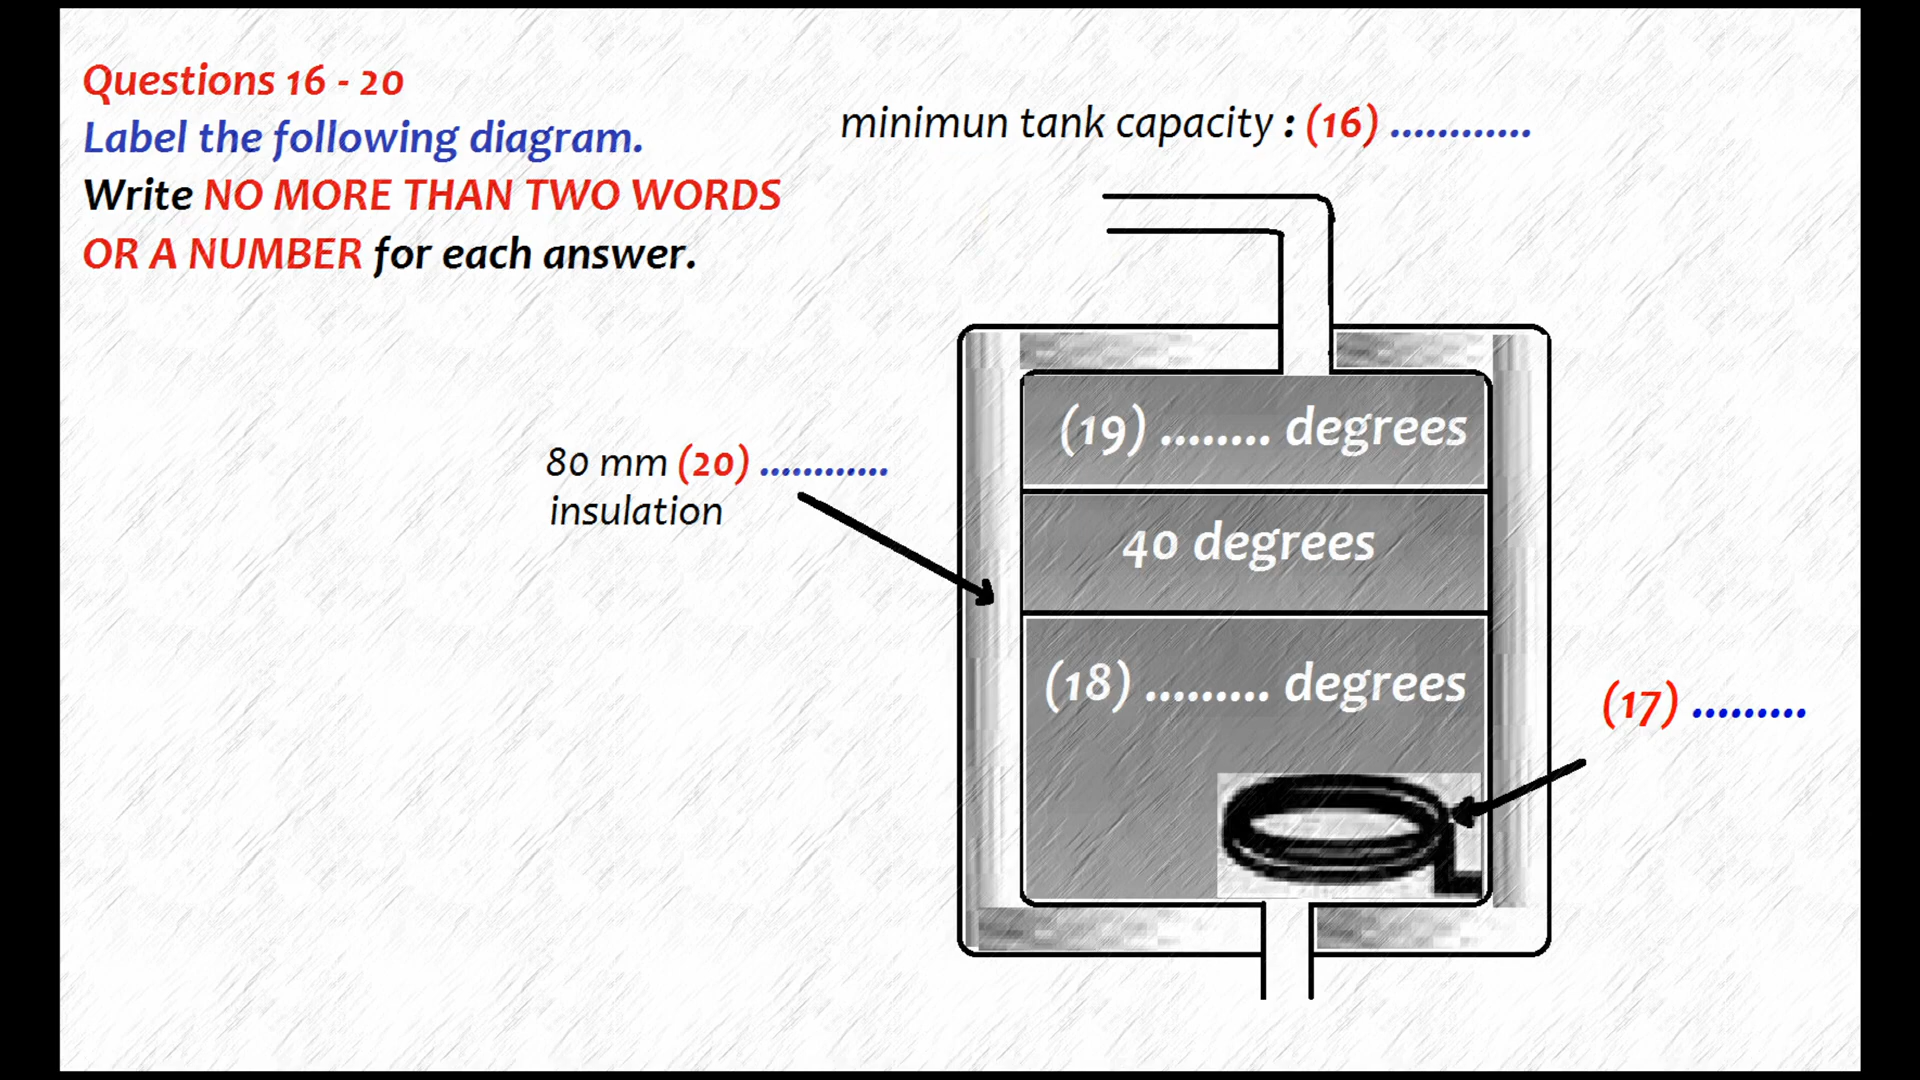 Questions 16 - 20
Label the following diagram.
Write NO MORE THAN TWO WORDS
OR A NUMBER for each answer.
minimun tank capacity : (16) ............
(19) ........ degrees
80 mm (20) ............
insulation
40 degrees
(18) ......... degrees
(17) .........